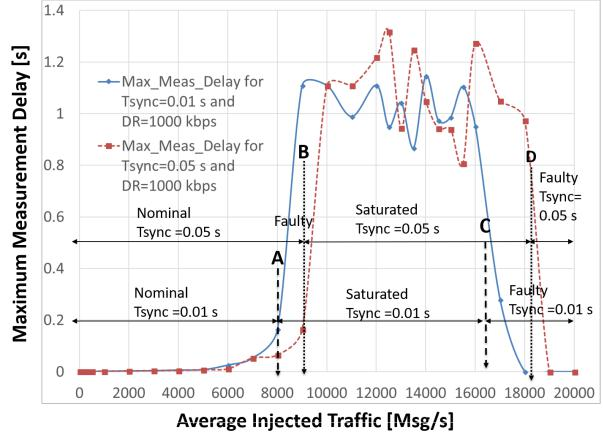 Maximum Measurement Delay [s]
1.4
1.2
1
0.8
0.6
0.4
0.2
0
Max_Meas_Delay for
Tsync=0.01 s and
DR=1000 kbps
Max_Meas_Delay for
Tsync=0.05 s and
DR=1000 kbps
B
D
Faulty
Tsync=
0.05 s
Nominal
Tsync =0.05 s
Faulty
Saturated
Tsync =0.05 s
C
A
Nominal
Tsync =0.01 s
Saturated
Tsync =0.01 s
Faulty
Tsync =0.01 s
0 2000 4000 6000 8000 10000 12000 14000 16000 18000 20000
Average Injected Traffic [Msg/s]